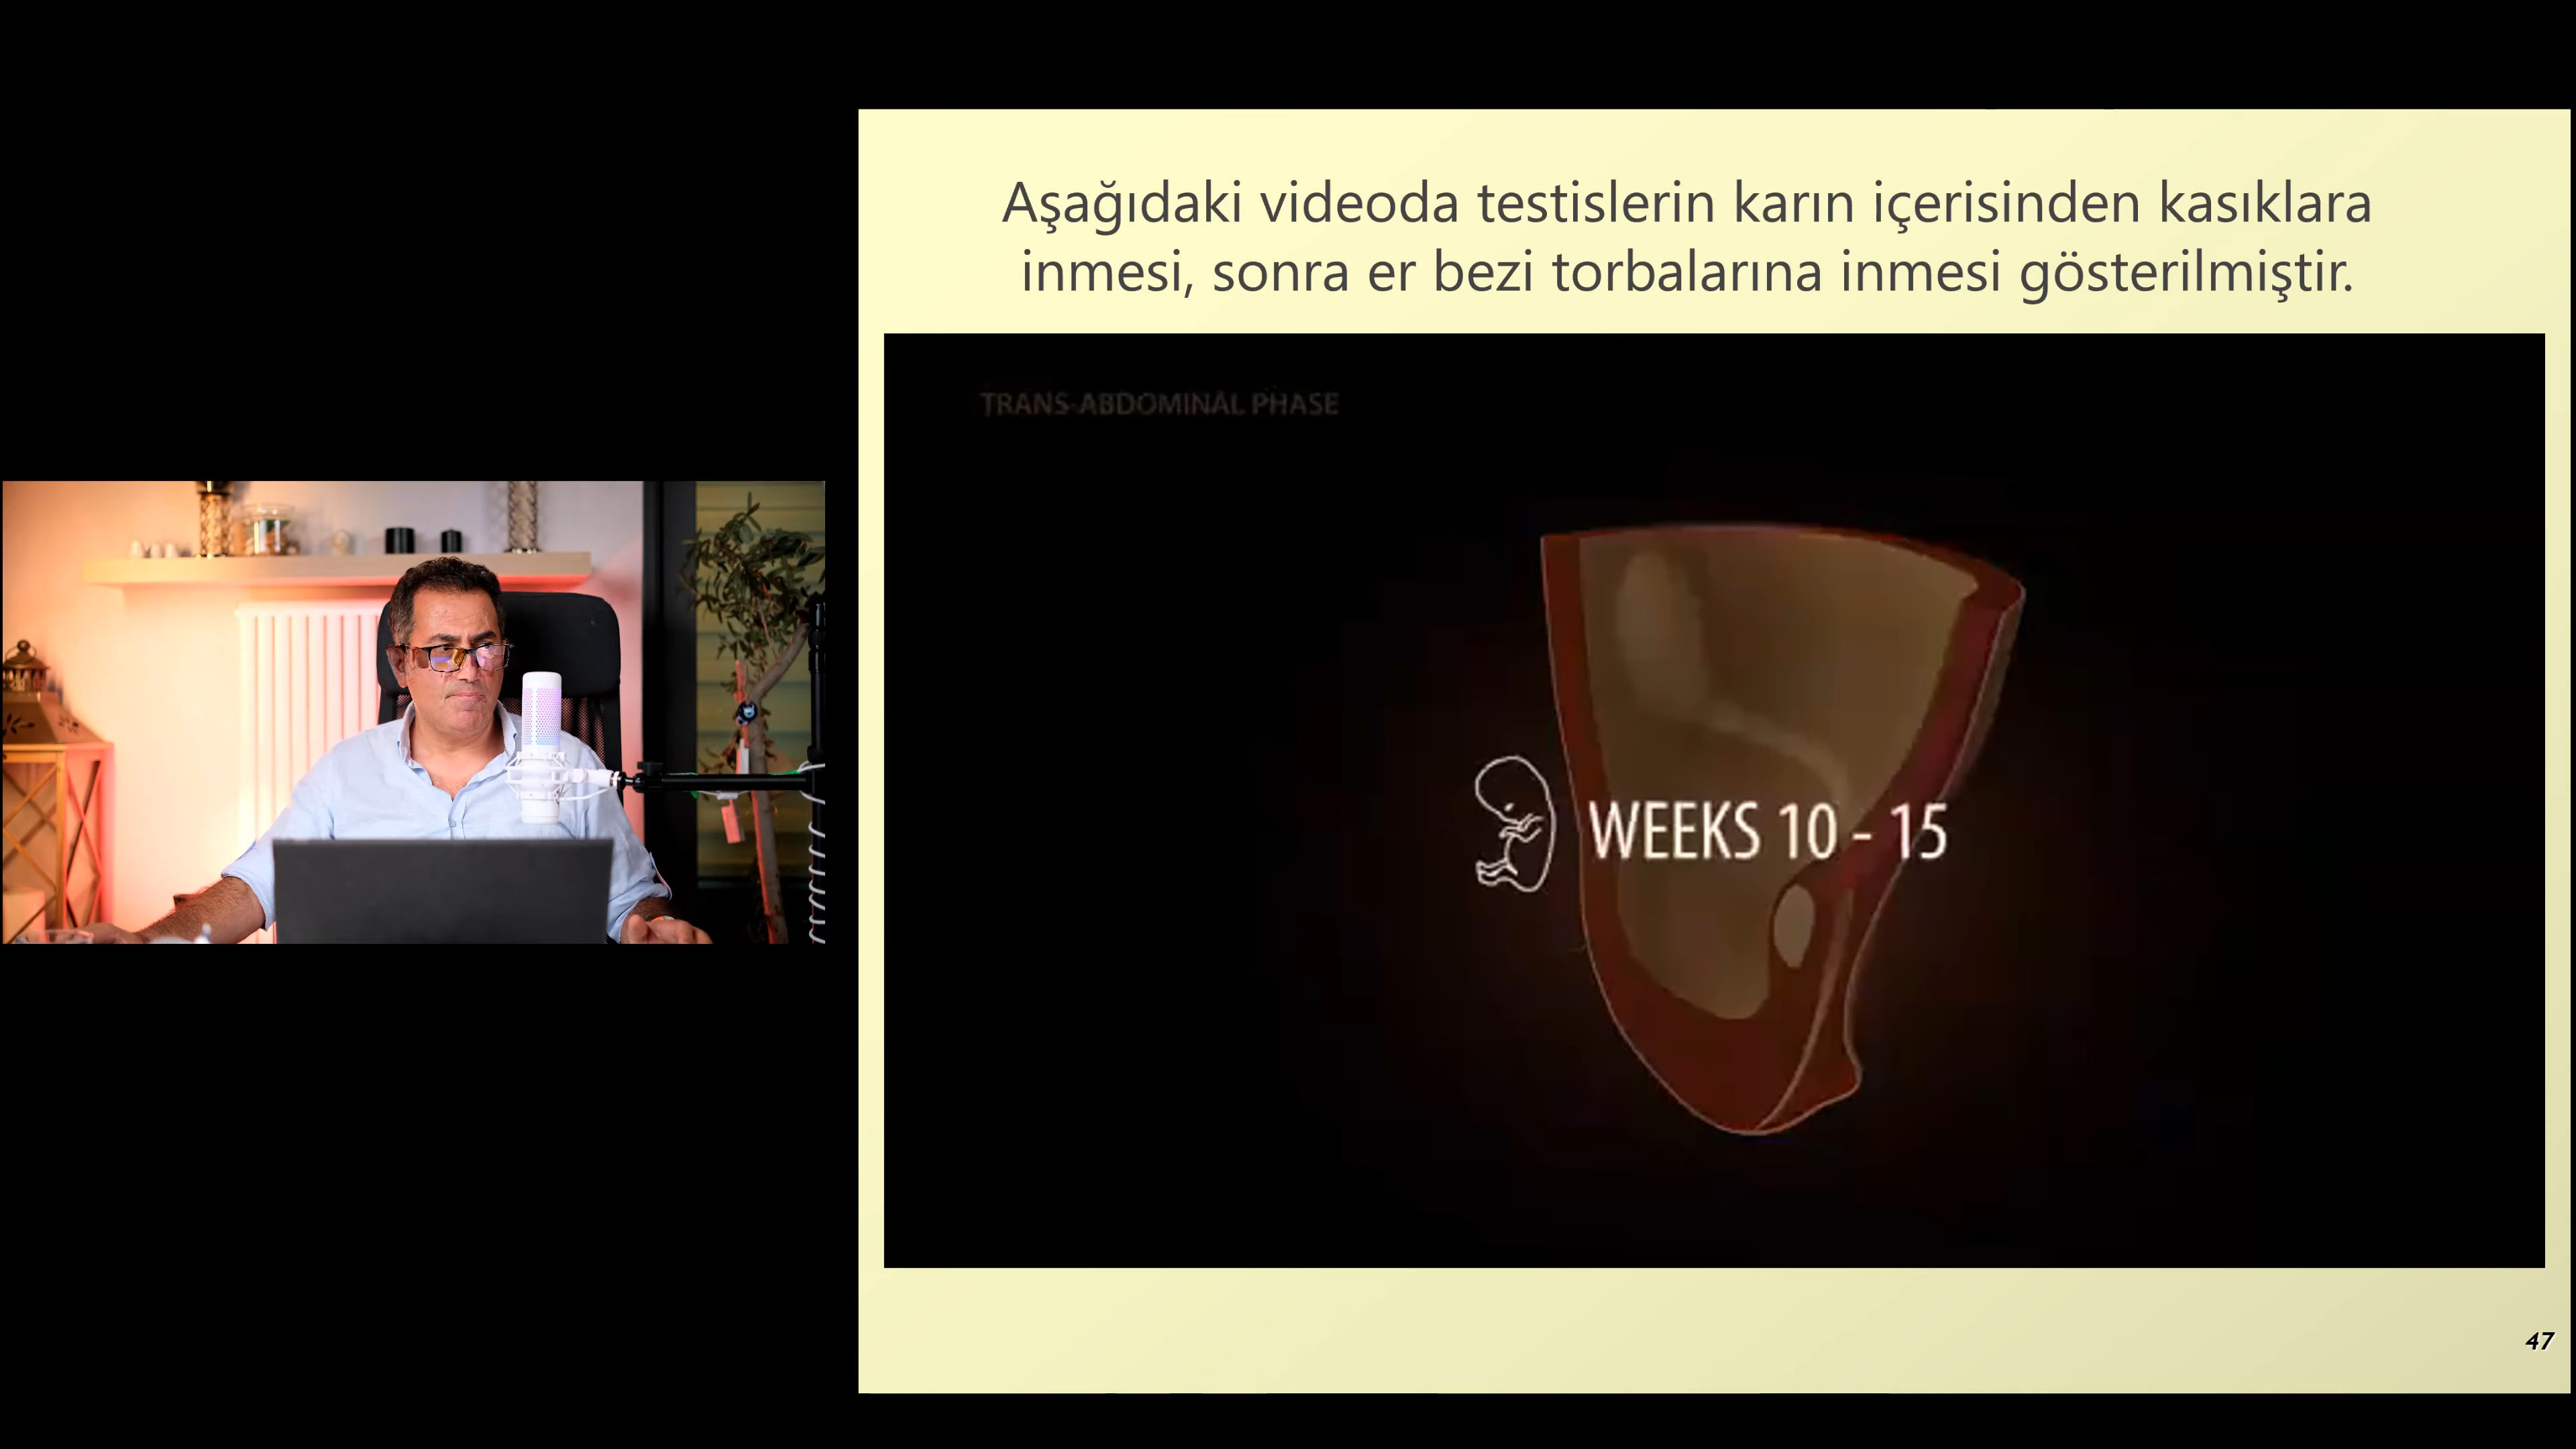 Aşağıdaki videoda testislerin karın içerisinden kasıklara
inmesi, sonra er bezi torbalarına inmesi gösterilmiştir.
TRANS-ABDOMINAL PHASE
WEEKS 10 - 15
47